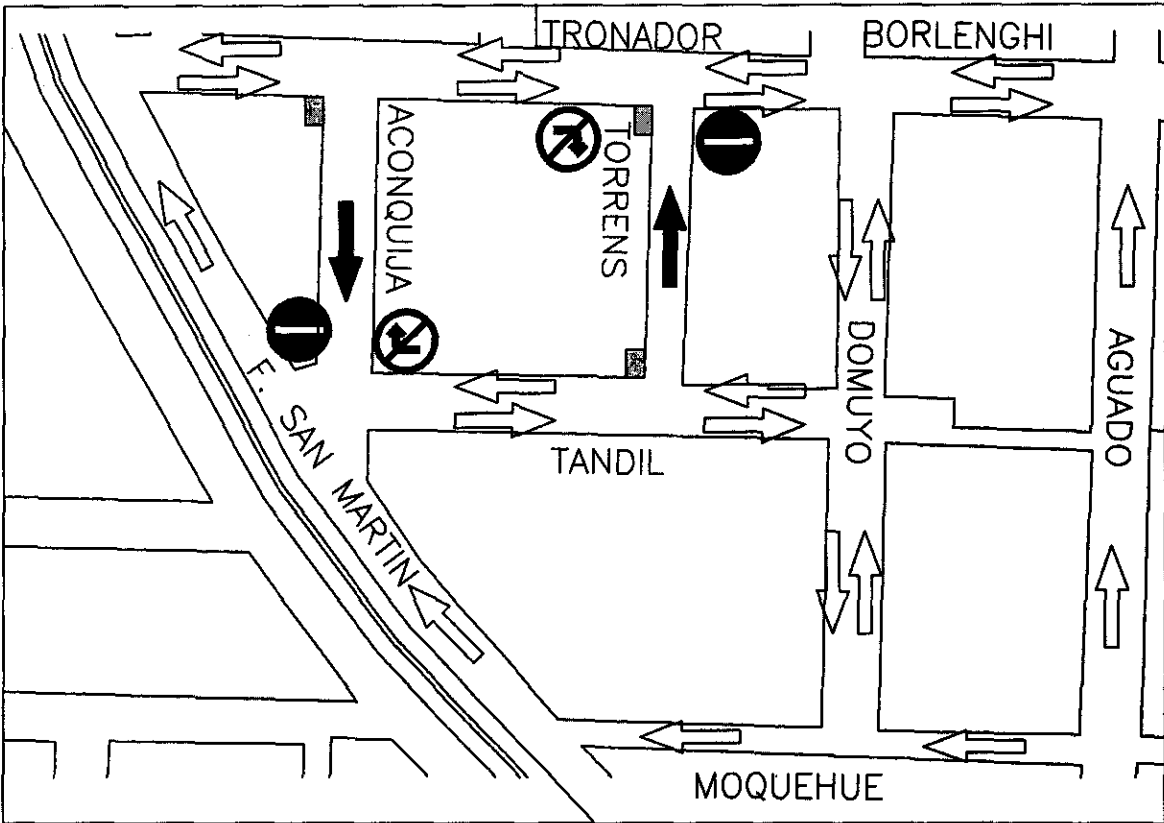 TRONADOR
BORLENGHI
ACONQUIJA
TORRENS
DOMUYO
AGUADO
F. SAN MARTIN
TANDIL
MOQUEHUE